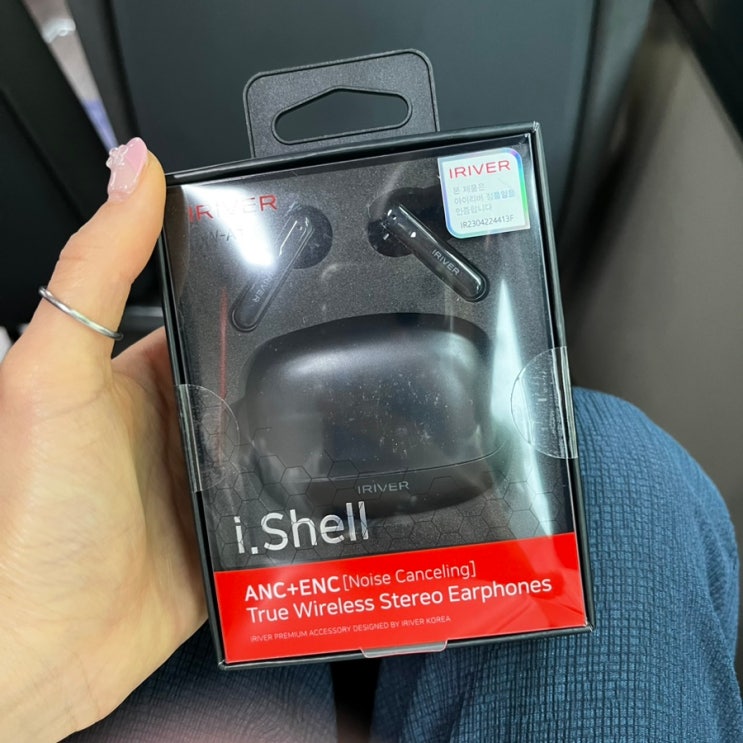 IRIVER
IRIVER
본 제품은
아이리버 정품임을
인증합니다
IR2304224413F
IRIVER
IRIVER
IRIVER
i.Shell
ANC+ENC [Noise Canceling]
True Wireless Stereo Earphones
IRIVER PREMIUM ACCESSORY DESIGNED BY IRIVER KOREA